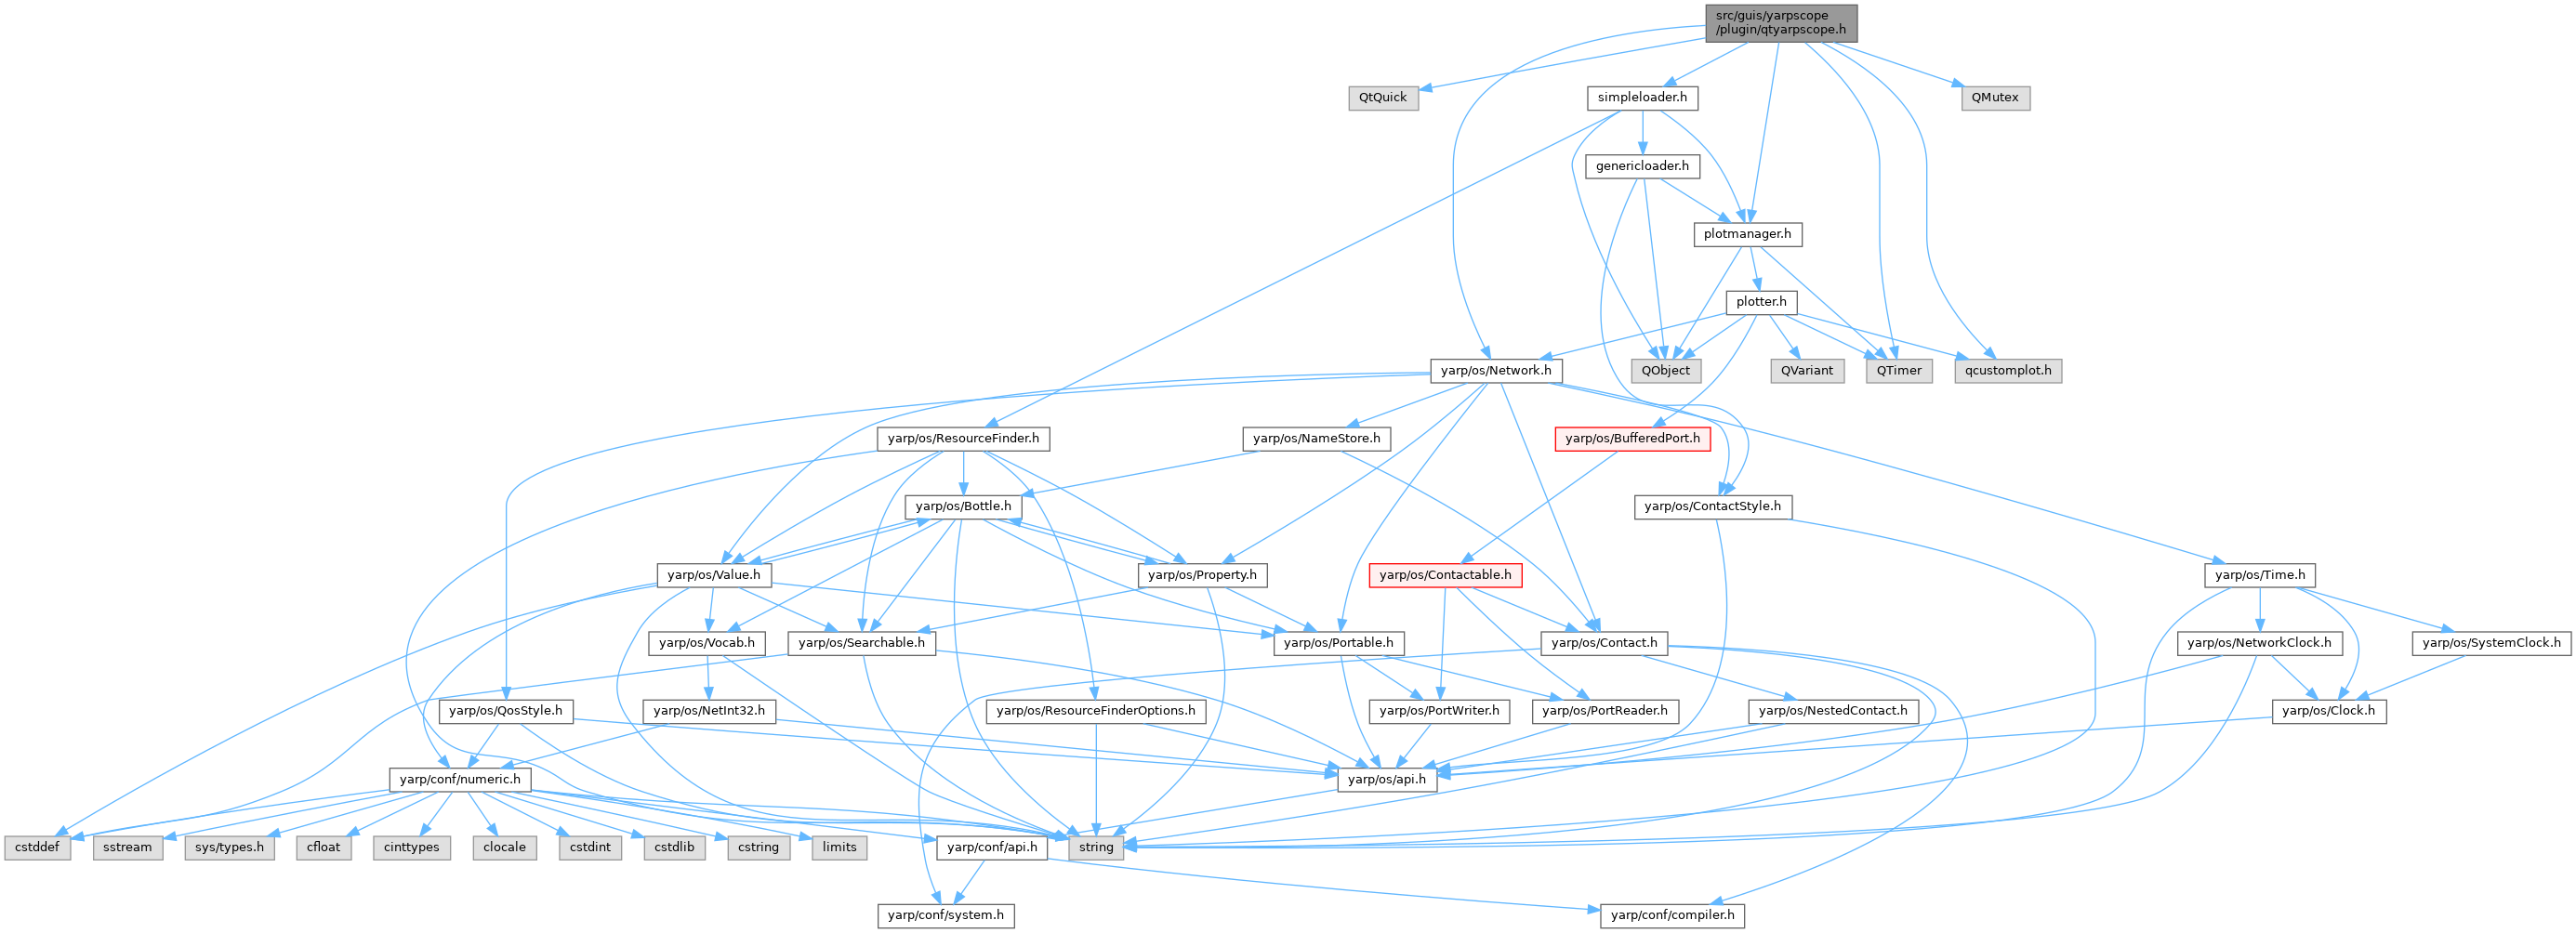 src/guis/yarpscope
/plugin/qtyarpscope.h
QtQuick
simpleloader.h
QMutex
genericloader.h
plotmanager.h
plotter.h
yarp/os/Network.h
QObject
QVariant
QTimer
qcustomplot.h
yarp/os/ResourceFinder.h
yarp/os/NameStore.h
yarp/os/BufferedPort.h
yarp/os/Bottle.h
yarp/os/ContactStyle.h
yarp/os/Value.h
yarp/os/Property.h
yarp/os/Contactable.h
yarp/os/Time.h
yarp/os/Vocab.h
yarp/os/Searchable.h
yarp/os/Portable.h
yarp/os/Contact.h
yarp/os/NetworkClock.h
yarp/os/SystemClock.h
yarp/os/QosStyle.h
yarp/os/NetInt32.h
yarp/os/ResourceFinderOptions.h
yarp/os/PortWriter.h
yarp/os/PortReader.h
yarp/os/NestedContact.h
yarp/os/Clock.h
yarp/conf/numeric.h
yarp/os/api.h
cstddef
sstream
sys/types.h
cfloat
cinttypes
clocale
cstdint
cstdlib
cstring
limits
yarp/conf/api.h
string
yarp/conf/system.h
yarp/conf/compiler.h